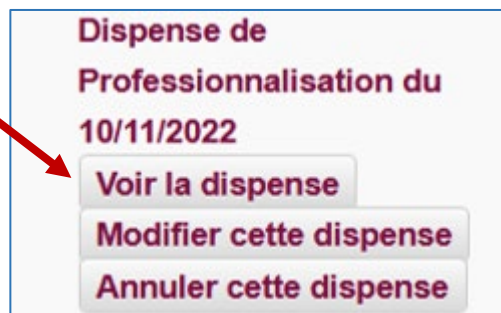 Dispense de
Professionnalisation du
10/11/2022
Voir la dispense
Modifier cette dispense
Annuler cette dispense